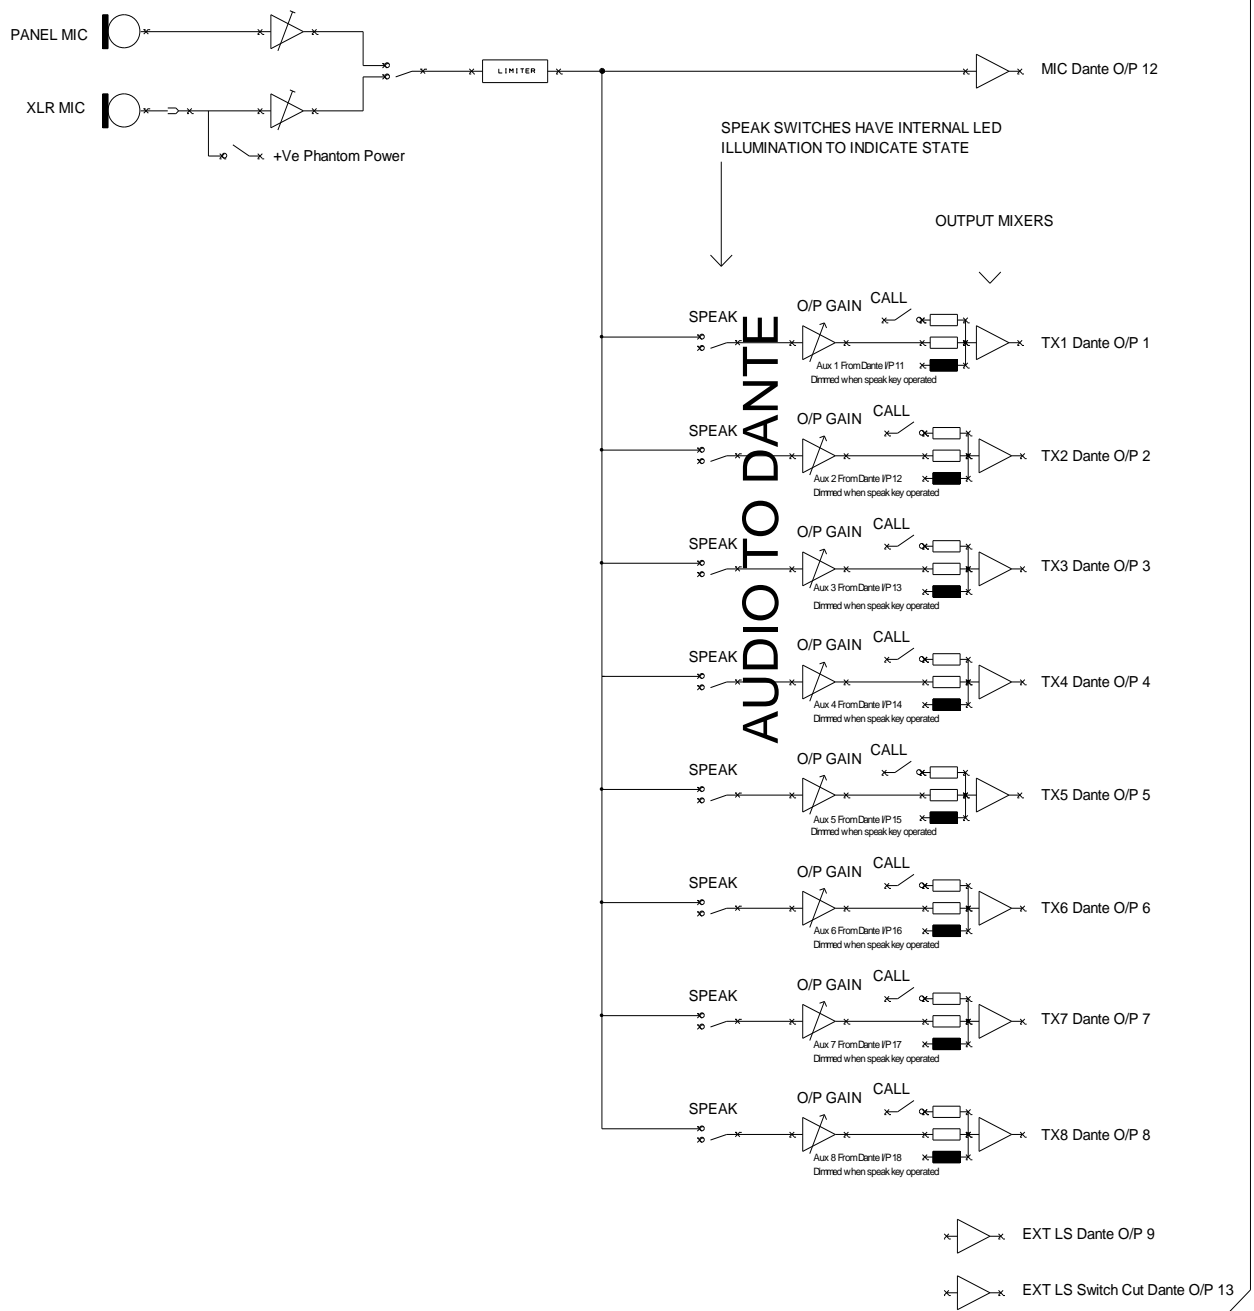 PANEL MIC
LIMITER
MIC Dante O/P 12
XLR MIC
+Ve Phantom Power
SPEAK SWITCHES HAVE INTERNAL LED
ILLUMINATION TO INDICATE STATE
OUTPUT MIXERS
AUDIO TO DANTE
SPEAK
O/P GAIN
CALL
TX1 Dante O/P 1
Aux 1 From Dante I/P 11
Dimmed when speak key operated
SPEAK
O/P GAIN
CALL
TX2 Dante O/P 2
Aux 2 From Dante I/P 12
Dimmed when speak key operated
SPEAK
O/P GAIN
CALL
TX3 Dante O/P 3
Aux 3 From Dante I/P 13
Dimmed when speak key operated
SPEAK
O/P GAIN
CALL
TX4 Dante O/P 4
Aux 4 From Dante I/P 14
Dimmed when speak key operated
SPEAK
O/P GAIN
CALL
TX5 Dante O/P 5
Aux 5 From Dante I/P 15
Dimmed when speak key operated
SPEAK
O/P GAIN
CALL
TX6 Dante O/P 6
Aux 6 From Dante I/P 16
Dimmed when speak key operated
SPEAK
O/P GAIN
CALL
TX7 Dante O/P 7
Aux 7 From Dante I/P 17
Dimmed when speak key operated
SPEAK
O/P GAIN
CALL
TX8 Dante O/P 8
Aux 8 From Dante I/P 18
Dimmed when speak key operated
EXT LS Dante O/P 9
EXT LS Switch Cut Dante O/P 13